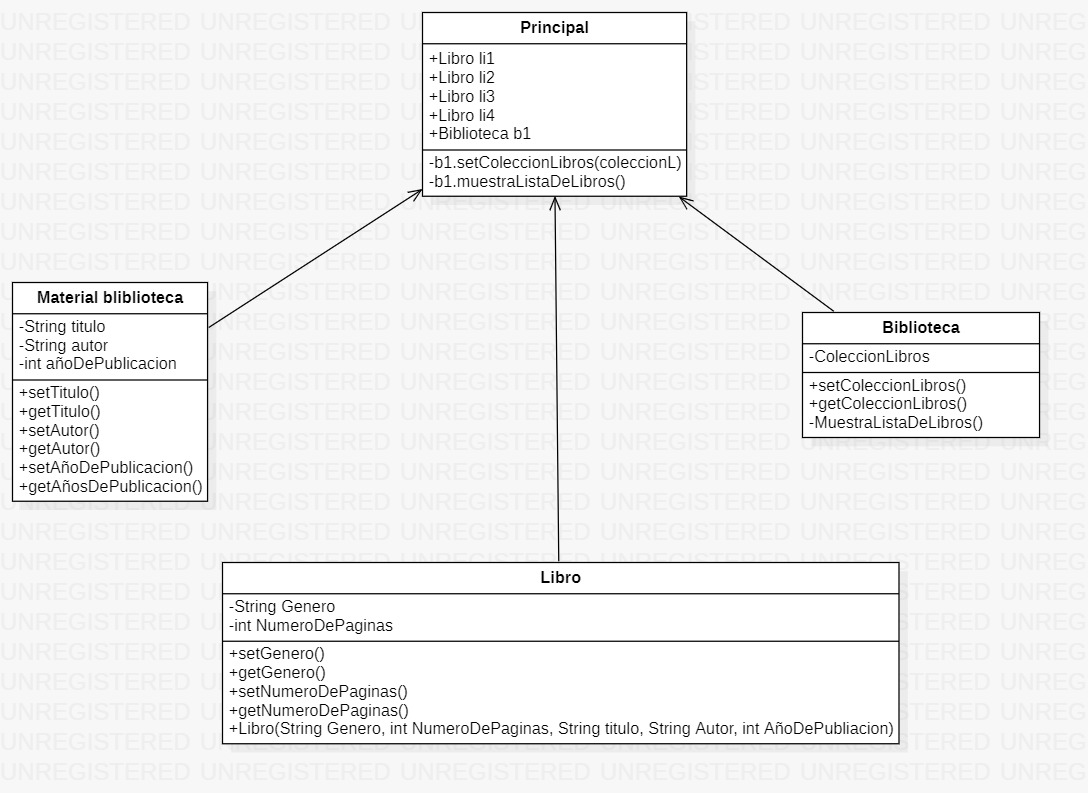 Principal
+Libro li1
+Libro li2
+Libro li3
+Libro li4
+Biblioteca b1
-b1.setColeccionLibros(coleccionL)
-b1.muestraListaDeLibros()
Material bliblioteca
-String titulo
-String autor
-int añoDePublicacion
+setTitulo()
+getTitulo()
+setAutor()
+getAutor()
+setAñoDePublicacion()
+getAñosDePublicacion()
Biblioteca
-ColeccionLibros
+setColeccionLibros()
+getColeccionLibros()
-MuestraListaDeLibros()
Libro
-String Genero
-int NumeroDePaginas
+setGenero()
+getGenero()
+setNumeroDePaginas()
+getNumeroDePaginas()
+Libro(String Genero, int NumeroDePaginas, String titulo, String Autor, int AñoDePubliacion)
UNREGISTERED